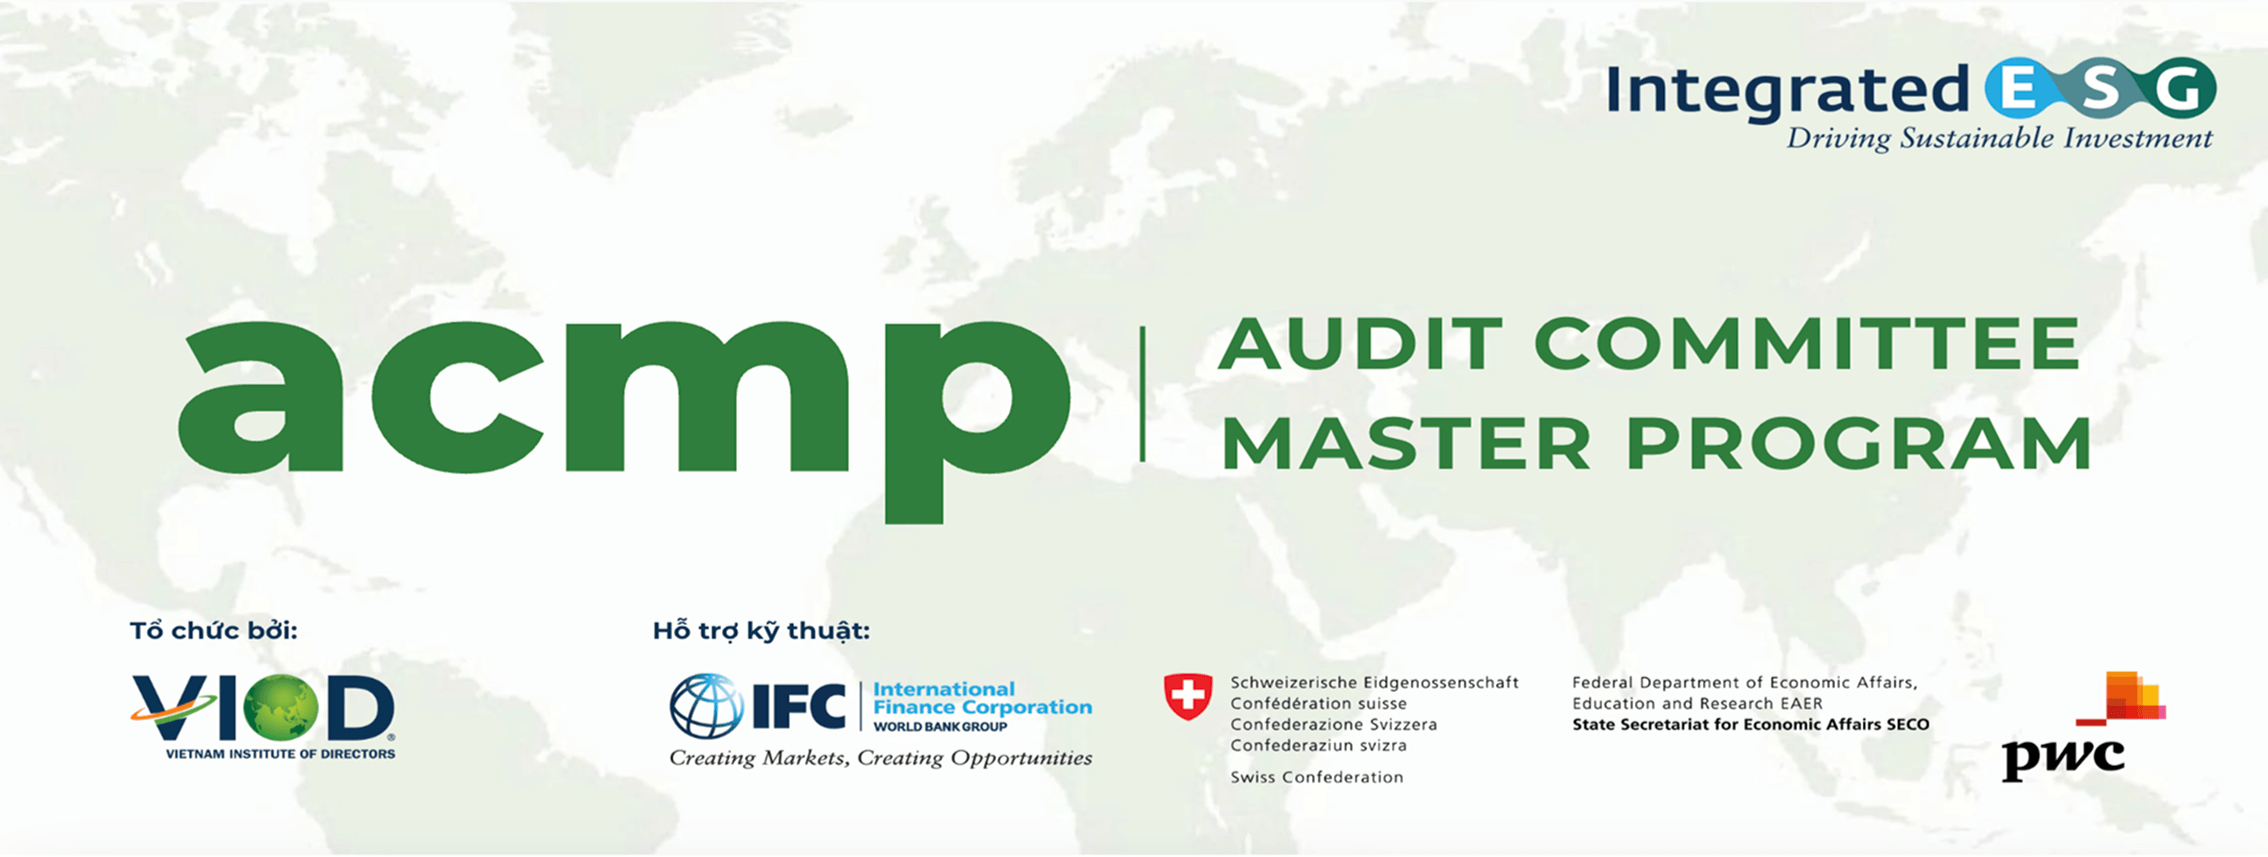 Integrated ESG
Driving Sustainable Investment
acmp
AUDIT COMMITTEE
MASTER PROGRAM
Tổ chức bởi:
VIOD®
VIETNAM INSTITUTE OF DIRECTORS
Hỗ trợ kỹ thuật:
IFC
International
Finance Corporation
WORLD BANK GROUP
Creating Markets, Creating Opportunities
Schweizerische Eidgenossenschaft
Confédération suisse
Confederazione Svizzera
Confederaziun svizra
Swiss Confederation
Federal Department of Economic Affairs,
Education and Research EAER
State Secretariat for Economic Affairs SECO
pwc